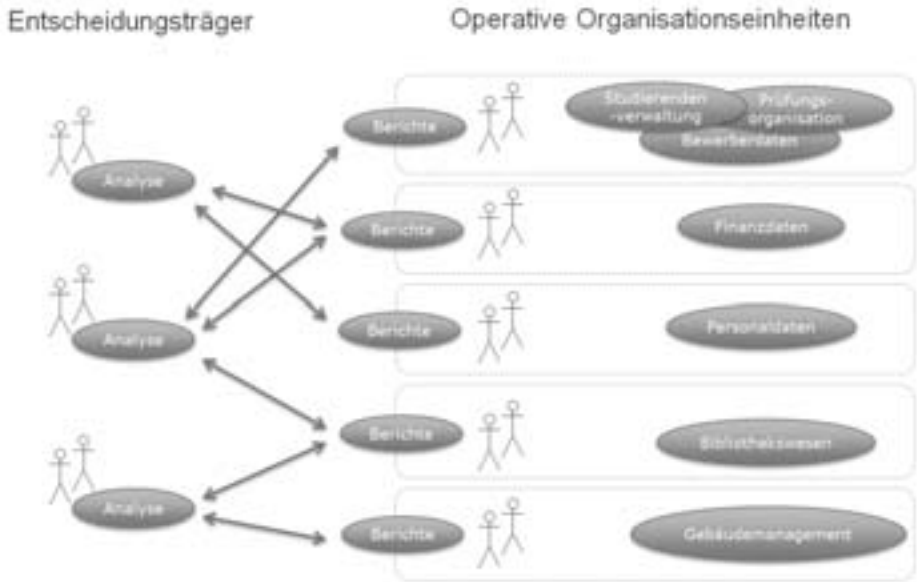 Entscheidungsträger
Operative Organisationseinheiten
Berichte
Studierenden
-verwaltung
Prüfungs-
organisation
Bewerberdaten
Analyse
Berichte
Finanzdaten
Berichte
Personaldaten
Analyse
Berichte
Bibliothekswesen
Analyse
Berichte
Gebäudemanagement